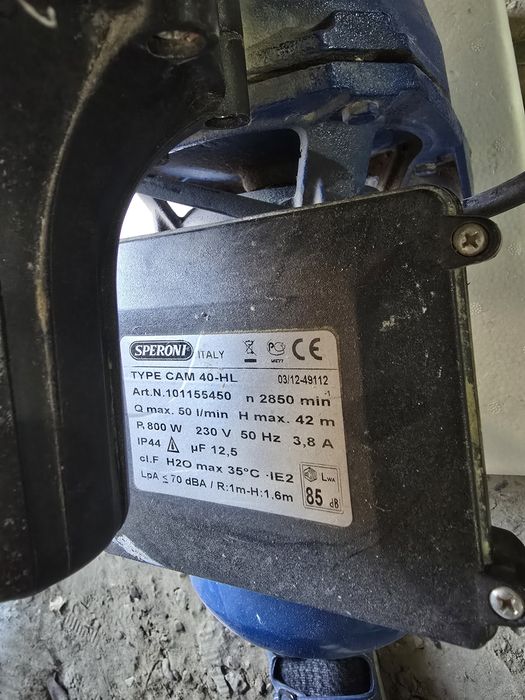 SPERONI ITALY CE
TYPE CAM 40-HL 03/12-49112
Art.N.101155450 n 2850 min-1
Q max. 50 l/min H max. 42 m
P. 800 W 230 V 50 Hz 3,8 A
IP44 µF 12,5
cl.F H2O max 35°C ·IE2
LWA
LpA ≤ 70 dBA / R:1m-H:1,6m
85 dB